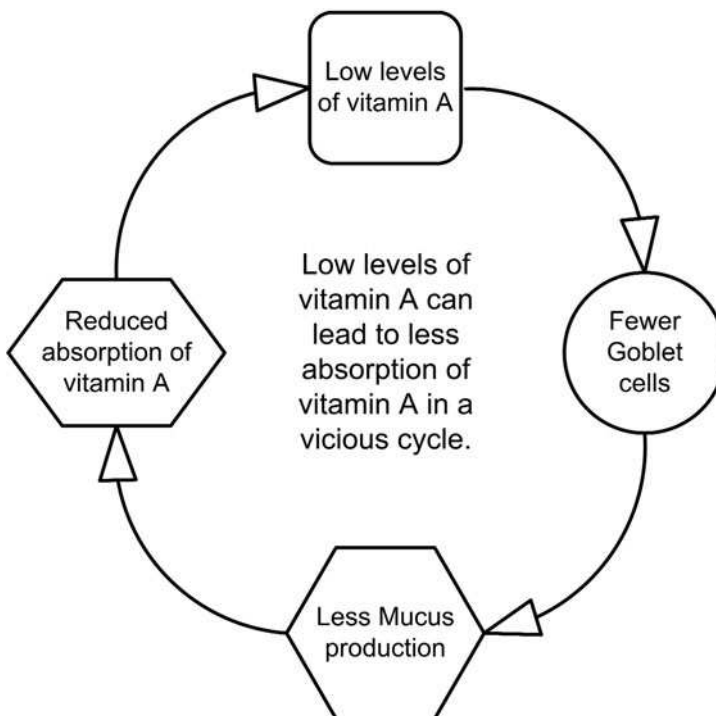 Low levels
of vitamin A
Fewer
Goblet
cells
Less Mucus
production
Reduced
absorption of
vitamin A
Low levels of
vitamin A can
lead to less
absorption of
vitamin A in a
vicious cycle.